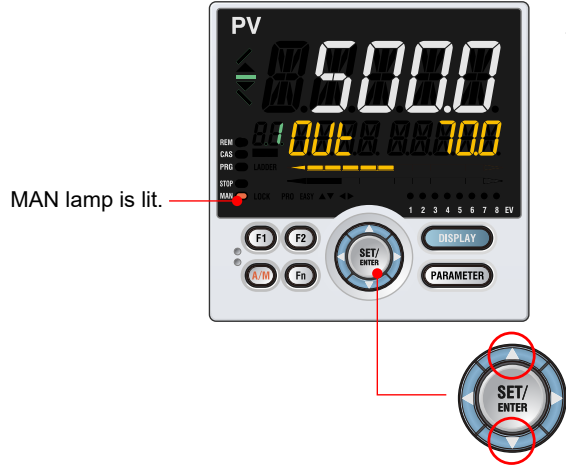 PV
500.0
1 OUt 70.0
REM
CAS
PRG LADDER
STOP
MAN LOCK PRO EASY
1 2 3 4 5 6 7 8 EV
MAN lamp is lit.
F1 F2 SET/ ENTER DISPLAY
A/M Fn PARAMETER
SET/
ENTER